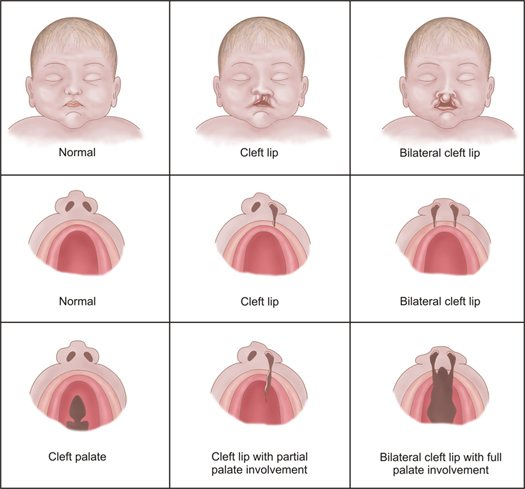 Normal
Cleft lip
Bilateral cleft lip
Normal
Cleft lip
Bilateral cleft lip
Cleft palate
Cleft lip with partial
palate involvement
Bilateral cleft lip with full
palate involvement